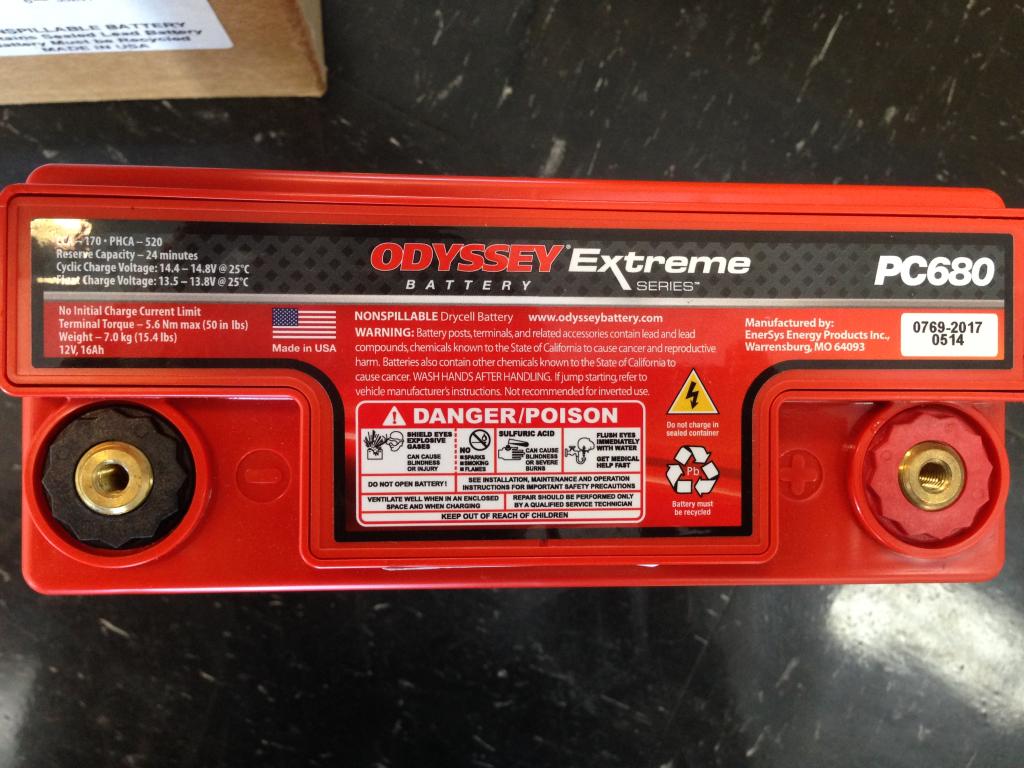 NSPILLABLE BATTERY
Sealed Lead Battery
Battery Must be Recycled
MADE IN USA
170 • PHCA – 520
Reserve Capacity – 24 minutes
Cyclic Charge Voltage: 14.4 – 14.8V @ 25°C
Float Charge Voltage: 13.5 – 13.8V @ 25°C
ODYSSEY® Extreme
BATTERY SERIES™
PC680
No Initial Charge Current Limit
Terminal Torque – 5.6 Nm max (50 in lbs)
Weight – 7.0 kg (15.4 lbs)
12V, 16Ah
Made in USA
NONSPILLABLE Drycell Battery www.odysseybattery.com
WARNING: Battery posts, terminals, and related accessories contain lead and lead
compounds, chemicals known to the State of California to cause cancer and reproductive
harm. Batteries also contain other chemicals known to the State of California to
cause cancer. WASH HANDS AFTER HANDLING. If jump starting, refer to
vehicle manufacturer's instructions. Not recommended for inverted use.
Manufactured by:
EnerSys Energy Products Inc.,
Warrensburg, MO 64093
0769-2017
0514
DANGER/POISON
SHIELD EYES
EXPLOSIVE
GASES
CAN CAUSE
BLINDNESS
OR INJURY
NO
SPARKS
SMOKING
FLAMES
SULFURIC ACID
CAN CAUSE
BLINDNESS
OR SEVERE
BURNS
FLUSH EYES
IMMEDIATELY
WITH WATER
GET MEDICAL
HELP FAST
DO NOT OPEN BATTERY!
SEE INSTALLATION, MAINTENANCE AND OPERATION
INSTRUCTIONS FOR IMPORTANT SAFETY PRECAUTIONS
VENTILATE WELL WHEN IN AN ENCLOSED
SPACE AND WHEN CHARGING
REPAIR SHOULD BE PERFORMED ONLY
BY A QUALIFIED SERVICE TECHNICIAN
KEEP OUT OF REACH OF CHILDREN
Do not charge in
sealed container
Pb
Battery must
be recycled